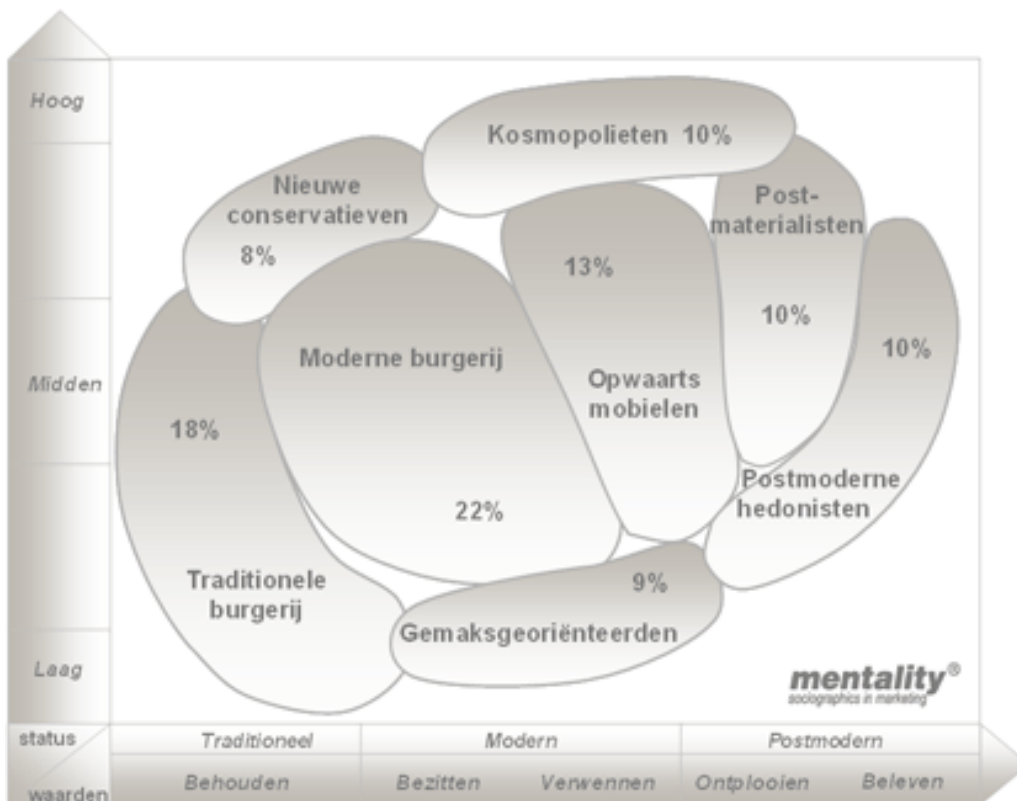 Hoog
Kosmopolieten 10%
Nieuwe
conservatieven
8%
Post-
materialisten
10%
13%
Opwaarts
mobielen
Moderne burgerij
22%
10%
Postmoderne
hedonisten
Midden
18%
Traditionele
burgerij
9%
Gemaksgeoriënteerden
Laag
mentality®
sociographics in marketing
status
Traditioneel
Modern
Postmodern
waarden
Behouden
Bezitten
Verwennen
Ontplooien
Beleven